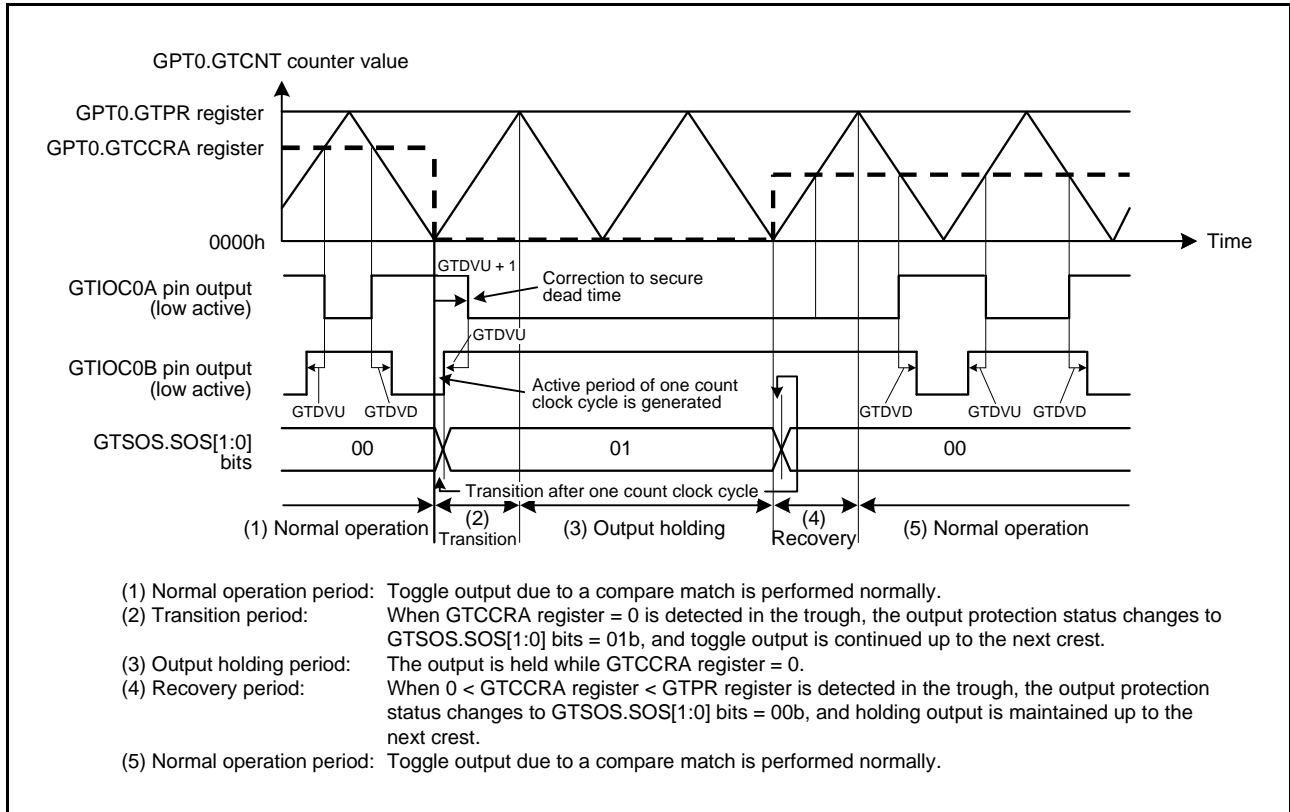 GPT0.GTCNT counter value
GPT0.GTPR register
GPT0.GTCCRA register
0000h
Time
GTDVU + 1
Correction to secure
dead time
GTIOC0A pin output
(low active)
GTDVU
GTIOC0B pin output
(low active)
Active period of one count
clock cycle is generated
GTDVU
GTDVD
GTDVD
GTDVU
GTDVD
GTSOS.SOS[1:0]
bits
00
01
00
Transition after one count clock cycle
(1) Normal operation
(2)
Transition
(3) Output holding
(4)
Recovery
(5) Normal operation
(1) Normal operation period: Toggle output due to a compare match is performed normally.
(2) Transition period: When GTCCRA register = 0 is detected in the trough, the output protection status changes to
GTSOS.SOS[1:0] bits = 01b, and toggle output is continued up to the next crest.
(3) Output holding period: The output is held while GTCCRA register = 0.
(4) Recovery period: When 0 < GTCCRA register < GTPR register is detected in the trough, the output protection
status changes to GTSOS.SOS[1:0] bits = 00b, and holding output is maintained up to the
next crest.
(5) Normal operation period: Toggle output due to a compare match is performed normally.